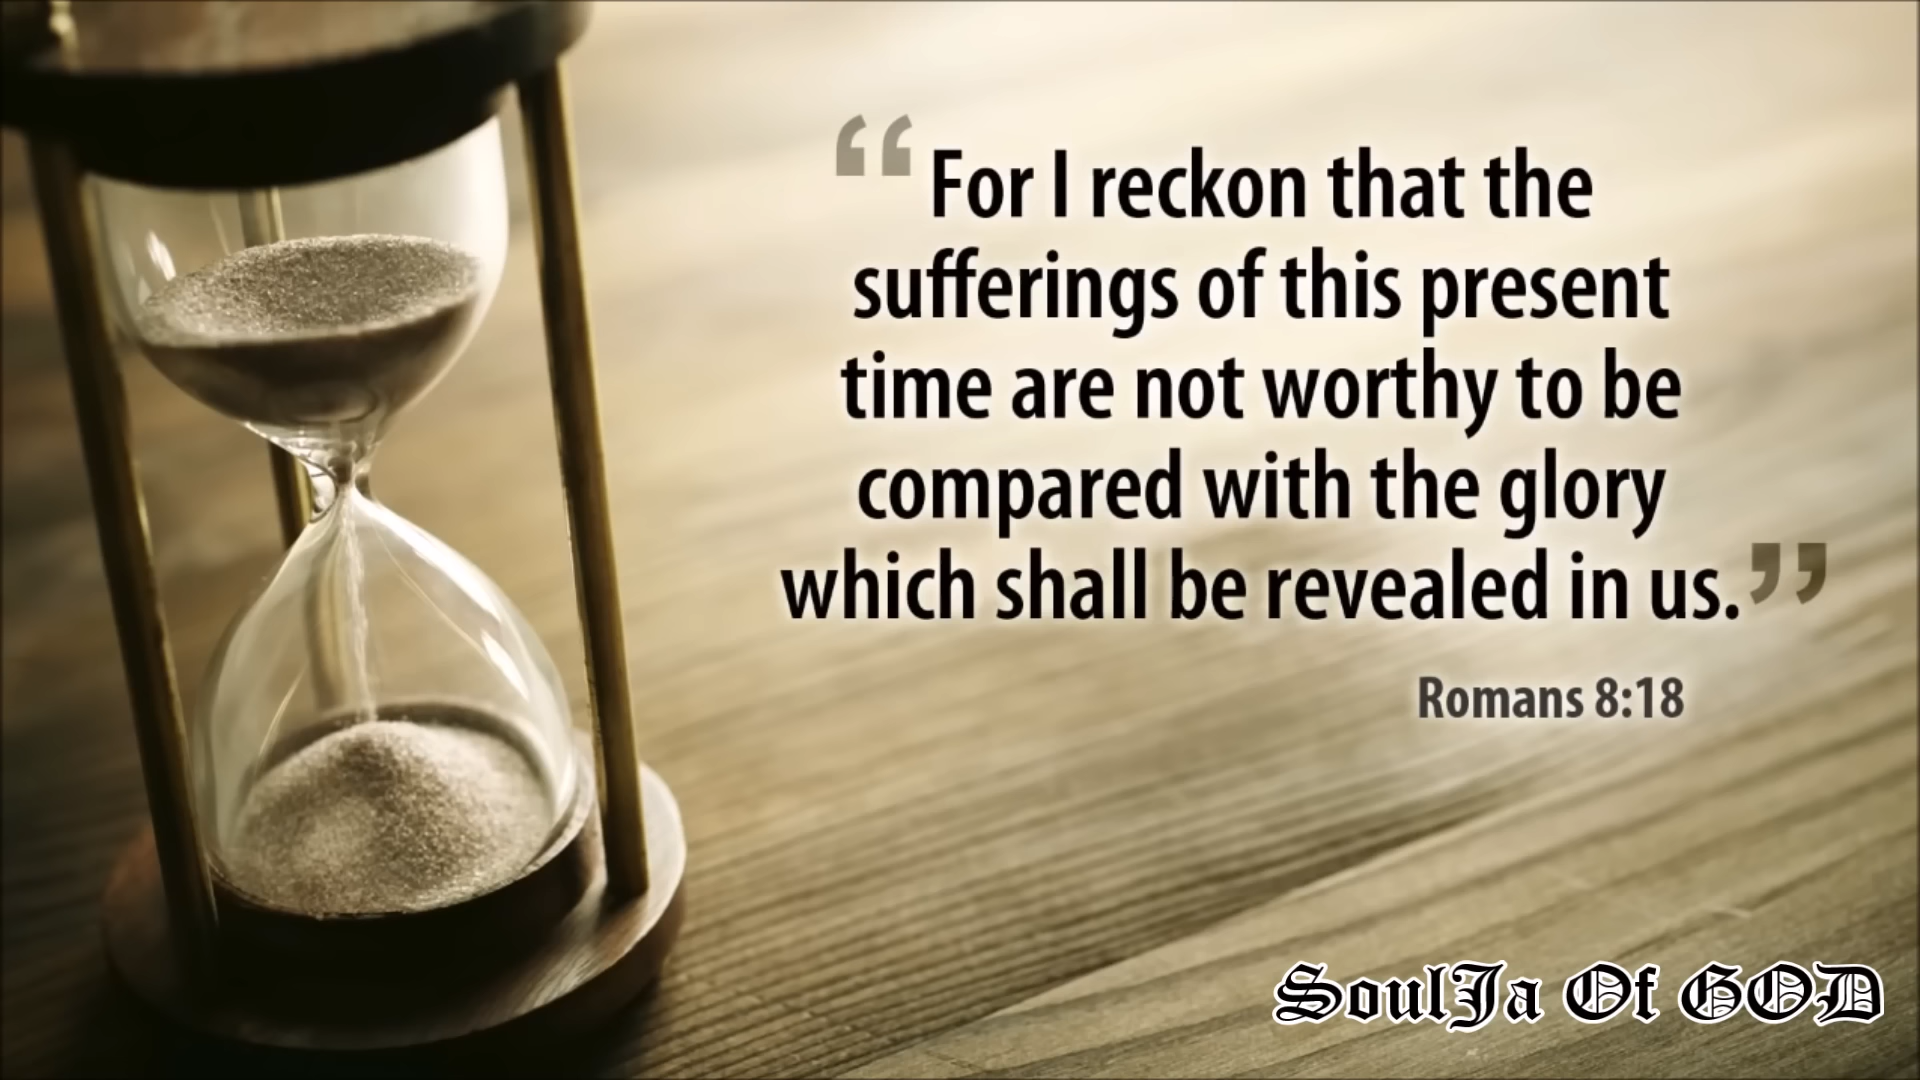 “For I reckon that the
sufferings of this present
time are not worthy to be
compared with the glory
which shall be revealed in us.”
Romans 8:18
SoulJa Of GOD